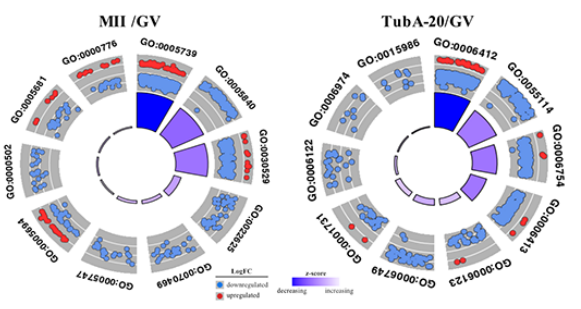 MII /GV
TubA-20/GV
GO:0005739
GO:0005840
GO:0030529
GO:0022625
GO:0070469
GO:0005747
GO:0005694
GO:0000502
GO:0005681
GO:0000776
GO:0006412
GO:0055114
GO:0006754
GO:0006413
GO:0006123
GO:0006749
GO:0001731
GO:0006122
GO:0006974
GO:0015986
LogFC
downregulated
upregulated
z-score
decreasing
increasing